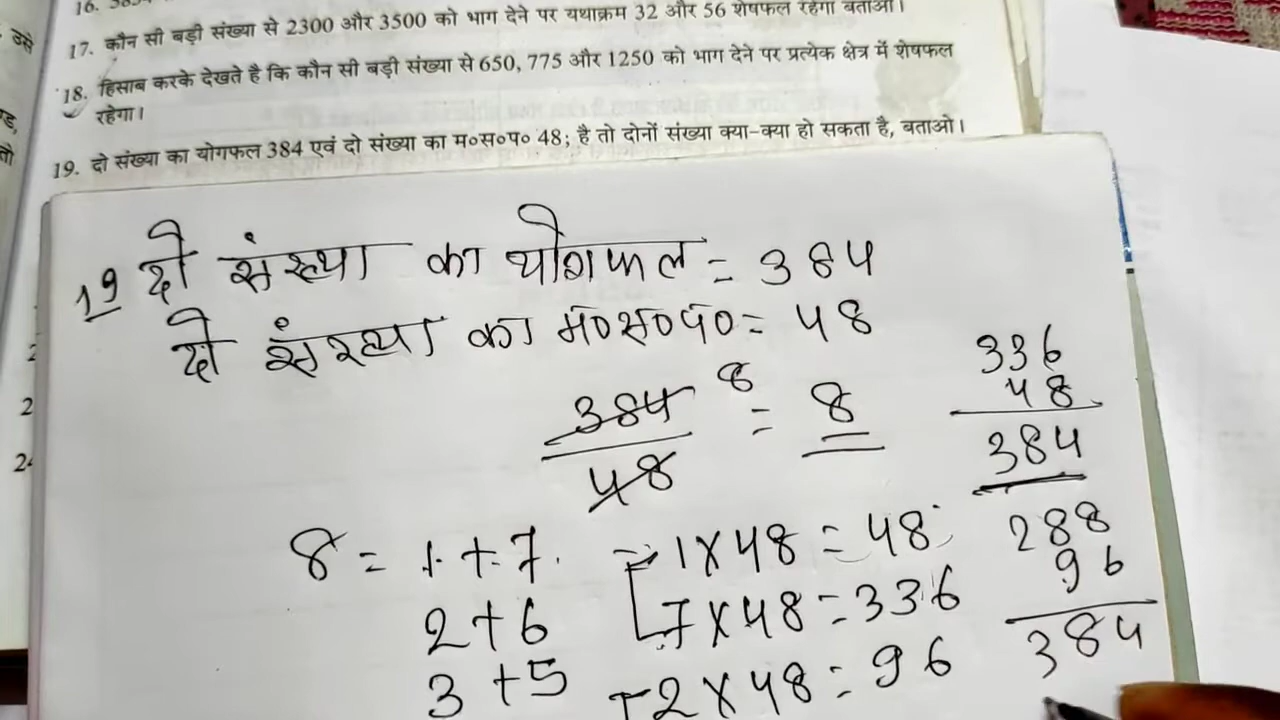 16.
17. कौन सी बड़ी संख्या से 2300 और 3500 को भाग देने पर यथाक्रम 32 और 56 शेषफल रहेगा बताओ।
18. हिसाब करके देखते है कि कौन सी बड़ी संख्या से 650, 775 और 1250 को भाग देने पर प्रत्येक क्षेत्र में शेषफल
रहेगा।
19. दो संख्या का योगफल 384 एवं दो संख्या का म०स०प० 48; है तो दोनों संख्या क्या-क्या हो सकता है, बताओ।
19 दो संख्या का योगफल = 384
दो संख्या का म०स०प० = 48
384 8 = 8
48
336
48
384
8 = 1 + 7 = 1 X 48 = 48
2 + 6 7 X 48 = 336
3 + 5 2 X 48 = 96
288
96
384